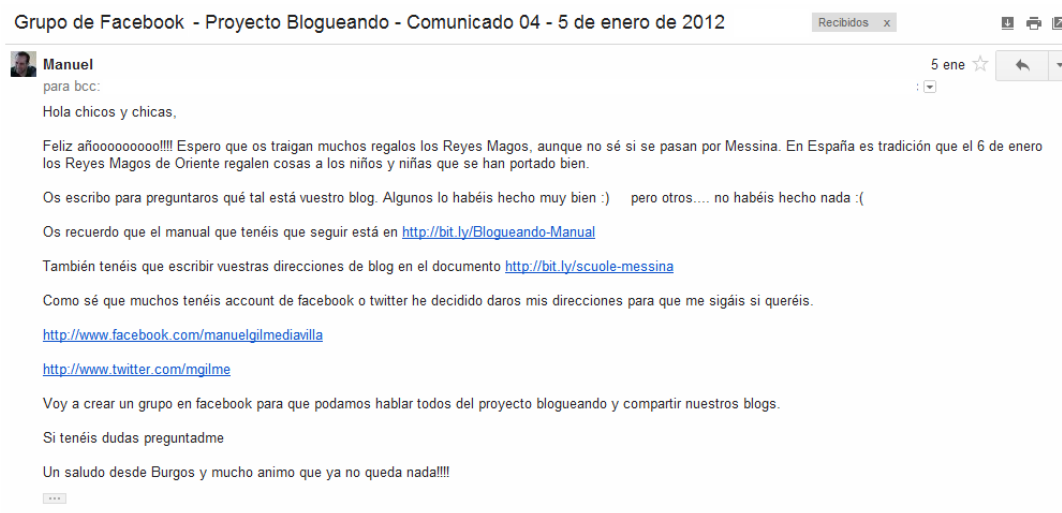 Grupo de Facebook - Proyecto Blogueando - Comunicado 04 - 5 de enero de 2012 Recibidos x
Manuel 5 ene
para bcc: :
Hola chicos y chicas,
Feliz añooooooooo!!!! Espero que os traigan muchos regalos los Reyes Magos, aunque no sé si se pasan por Messina. En España es tradición que el 6 de enero
los Reyes Magos de Oriente regalen cosas a los niños y niñas que se han portado bien.
Os escribo para preguntaros qué tal está vuestro blog. Algunos lo habéis hecho muy bien :) pero otros.... no habéis hecho nada :(
Os recuerdo que el manual que tenéis que seguir está en http://bit.ly/Blogueando-Manual
También tenéis que escribir vuestras direcciones de blog en el documento http://bit.ly/scuole-messina
Como sé que muchos tenéis account de facebook o twitter he decidido daros mis direcciones para que me sigáis si queréis.
http://www.facebook.com/manuelgilmediavilla
http://www.twitter.com/mgilme
Voy a crear un grupo en facebook para que podamos hablar todos del proyecto blogueando y compartir nuestros blogs.
Si tenéis dudas preguntadme
Un saludo desde Burgos y mucho animo que ya no queda nada!!!!